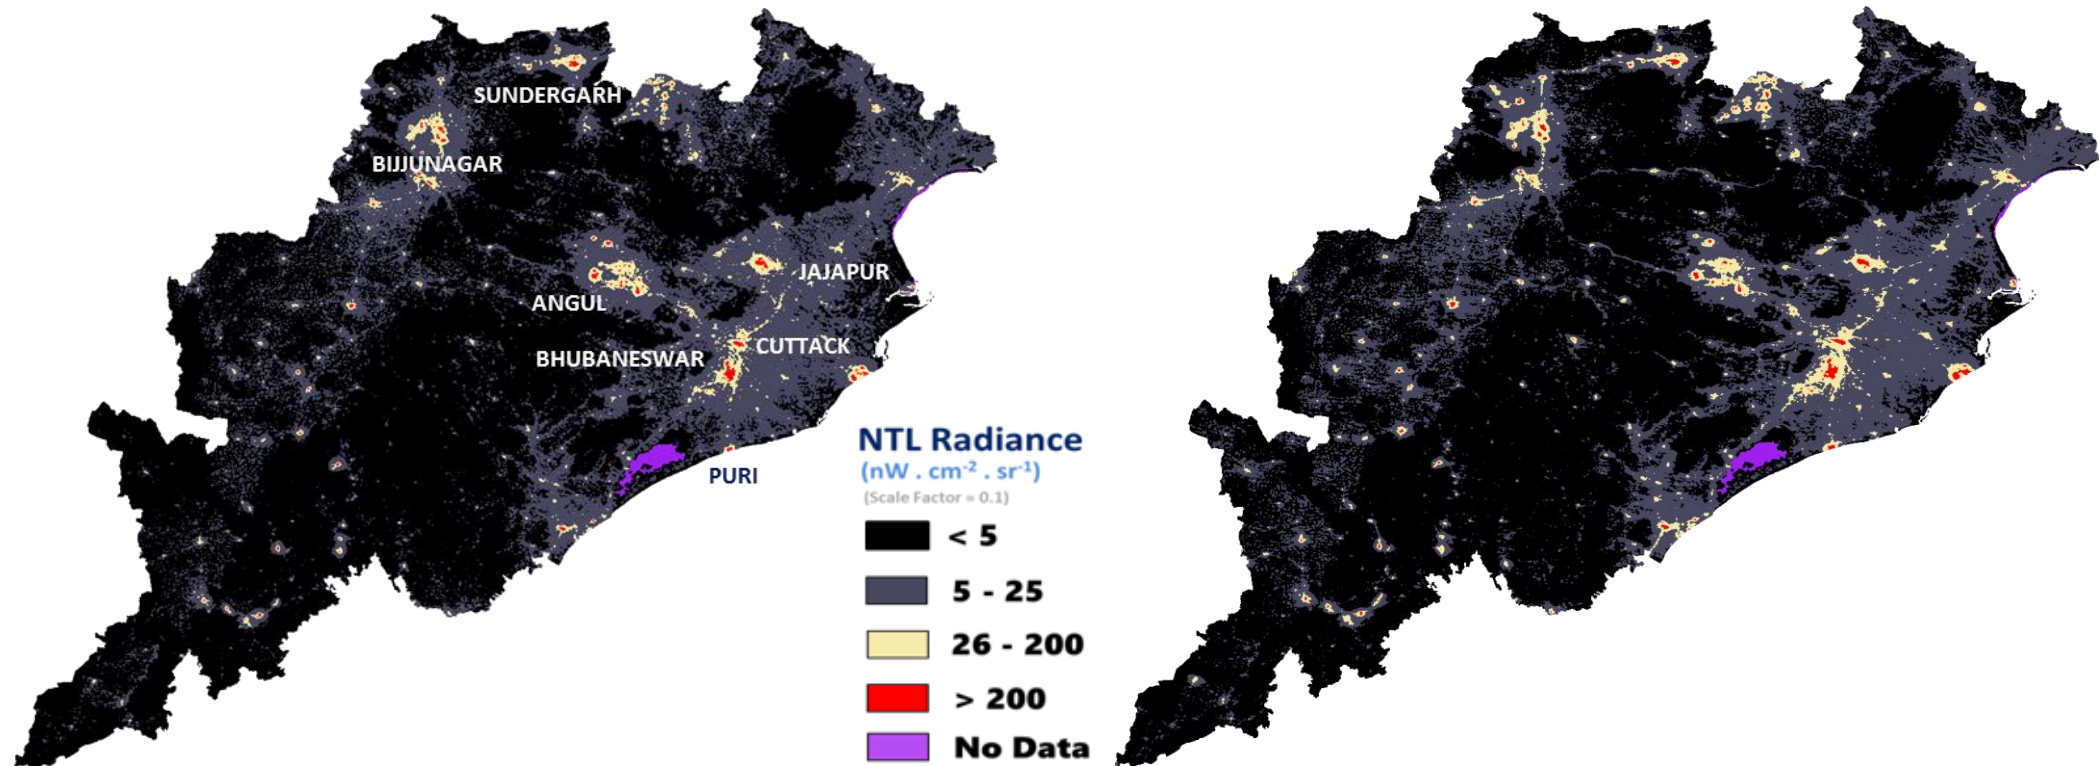 SUNDERGARH
BIJJUNAGAR
JAJAPUR
ANGUL
CUTTACK
BHUBANESWAR
PURI
NTL Radiance
(nW . cm⁻² . sr⁻¹)
(Scale Factor = 0.1)
< 5
5 - 25
26 - 200
> 200
No Data